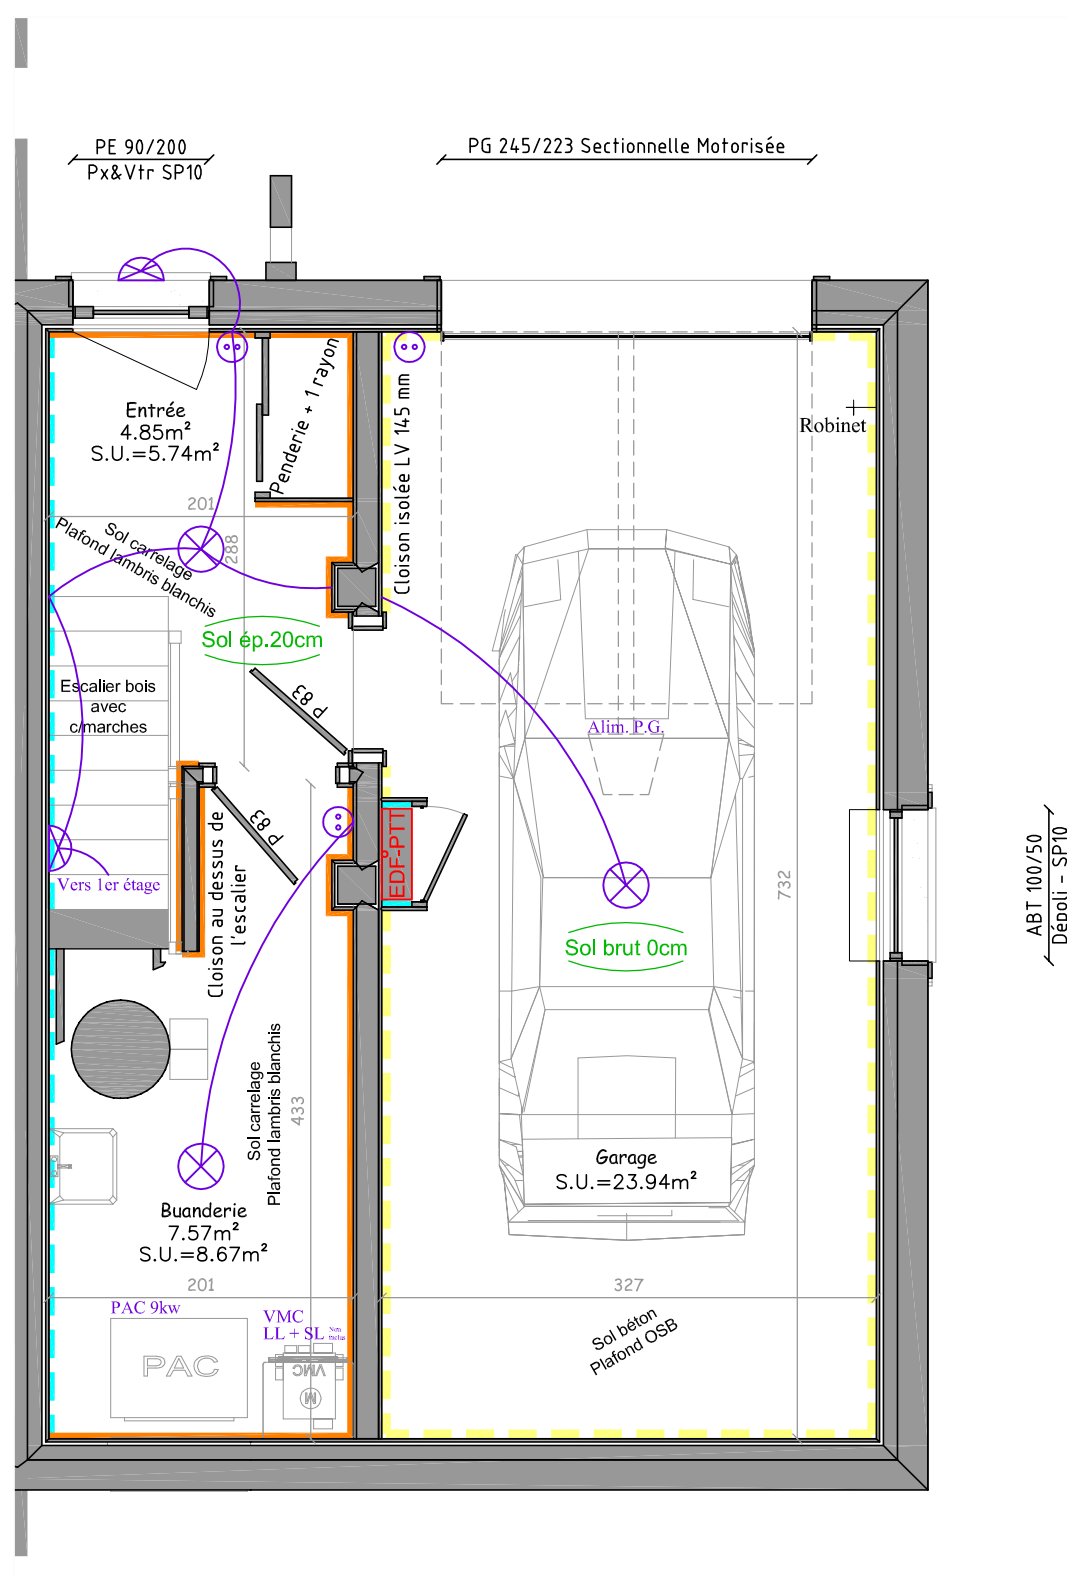 PE 90/200
Px&Vtr SP10
PG 245/223 Sectionnelle Motorisée
Entrée
4.85m²
S.U.=5.74m²
Penderie + 1 rayon
Cloison isolée LV 145 mm
Robinet
201
288
Sol carrelage
Plafond lambris blanchis
Sol ép.20cm
Escalier bois
avec
c/marches
P 83
P 83
Alim. P.G.
EDF-PTT
Vers 1er étage
Cloison au dessus de
l'escalier
732
ABT 100/50
Dépoli - SP10
Sol brut 0cm
Sol carrelage
Plafond lambris blanchis
433
Garage
S.U.=23.94m²
Buanderie
7.57m²
S.U.=8.67m²
201
327
PAC 9kw
VMC
LL + SL Non inclus
PAC
VMC
M
Sol béton
Plafond OSB